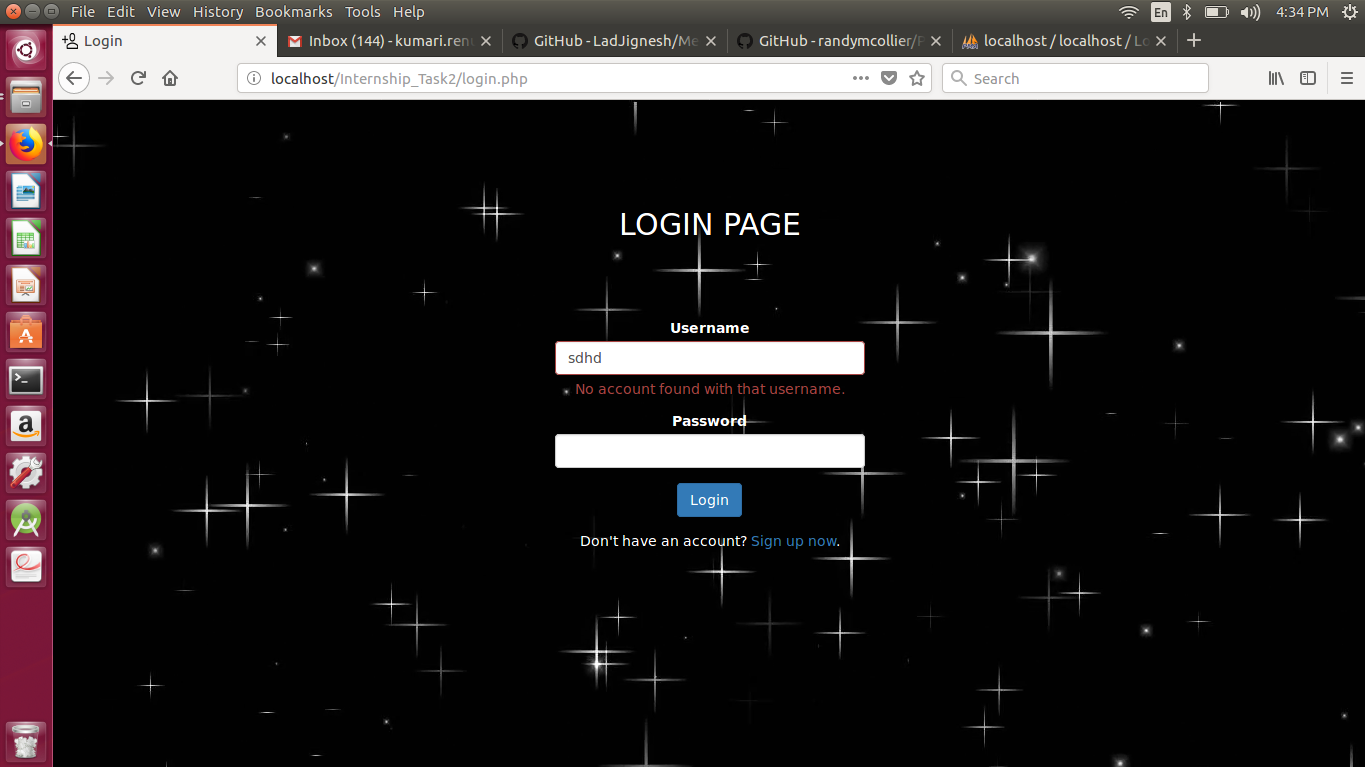 File Edit View History Bookmarks Tools Help
En
4:34 PM
Login
Inbox (144) - kumari.ren
GitHub - LadJignesh/Me
GitHub - randymcollier/
localhost / localhost / Lo
localhost/Internship_Task2/login.php
Search
LOGIN PAGE
Username
sdhd
No account found with that username.
Password
Login
Don't have an account? Sign up now.